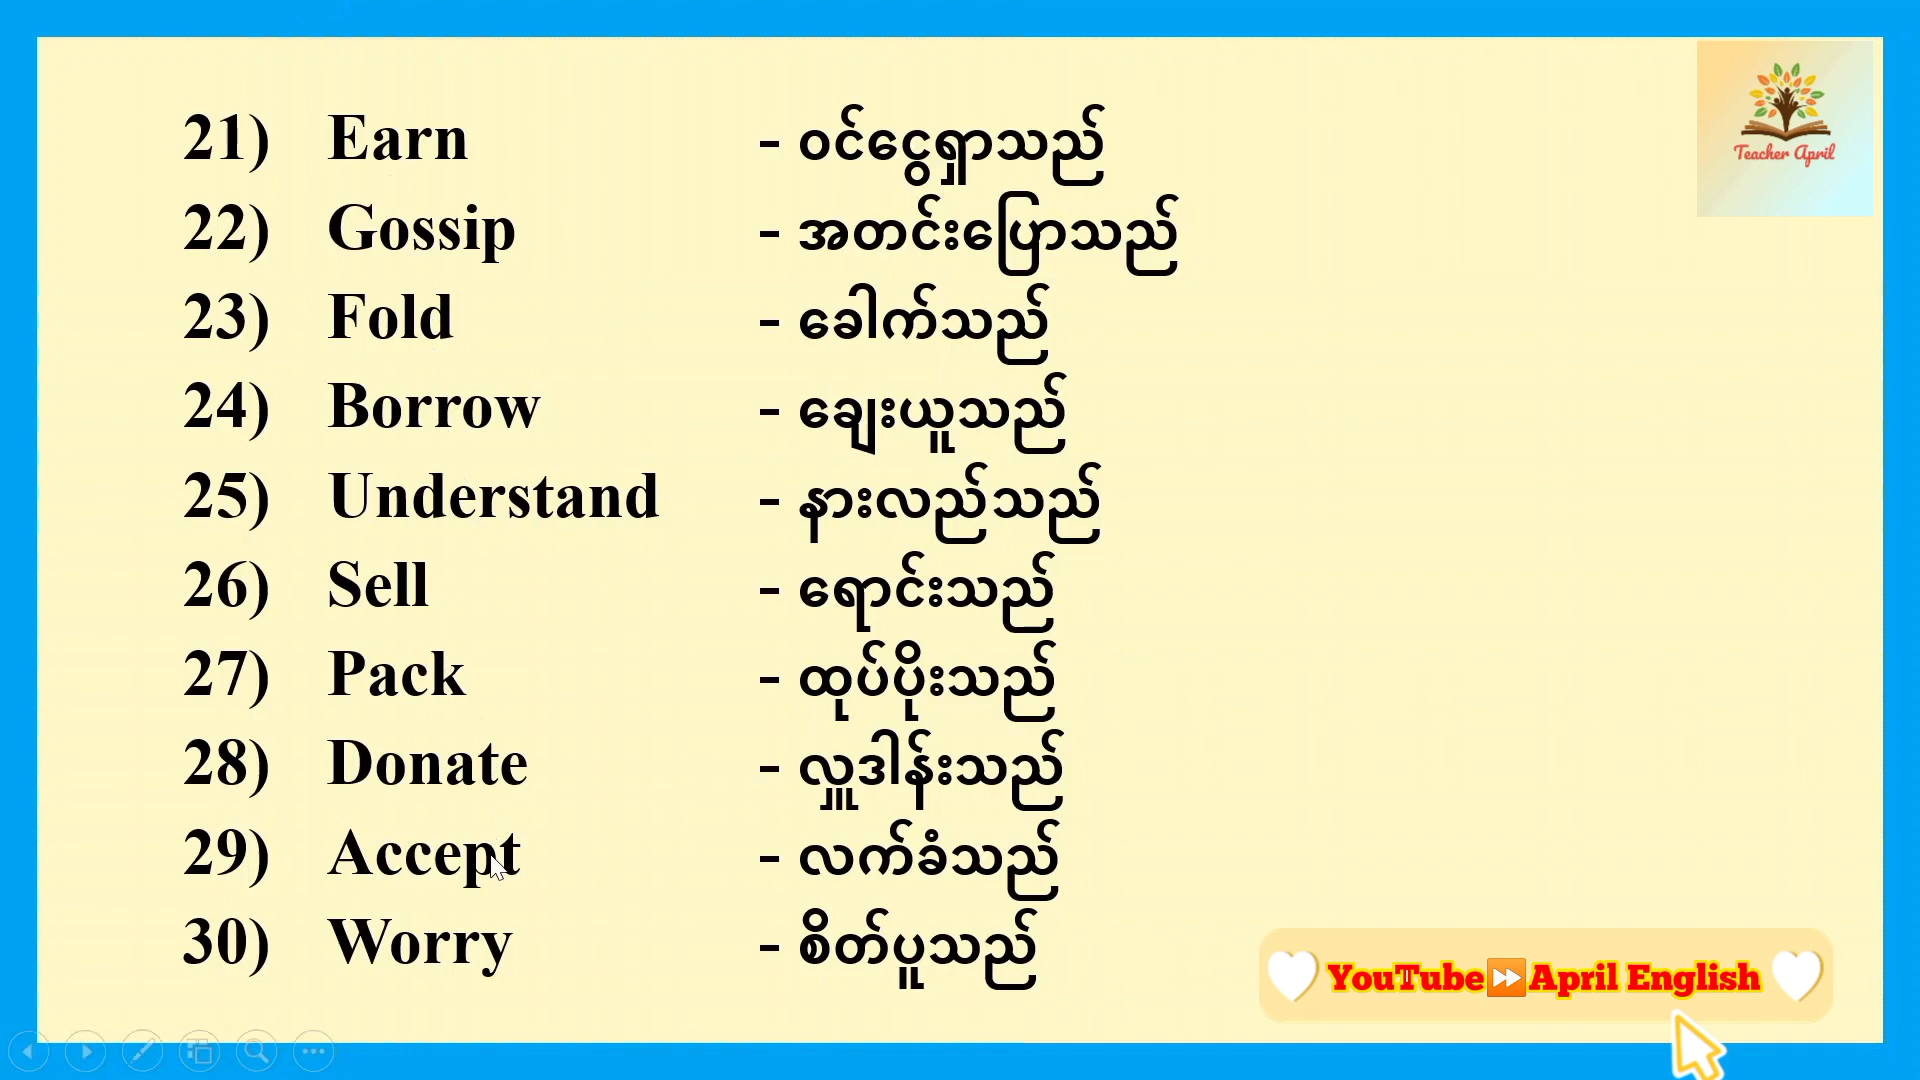 21) Earn - ဝင်ငွေရှာသည်
22) Gossip - အတင်းပြောသည်
23) Fold - ခေါက်သည်
24) Borrow - ချေးယူသည်
25) Understand - နားလည်သည်
26) Sell - ရောင်းသည်
27) Pack - ထုပ်ပိုးသည်
28) Donate - လှူဒါန်းသည်
29) Accept - လက်ခံသည်
30) Worry - စိတ်ပူသည်
Teacher April
YouTube⏩April English